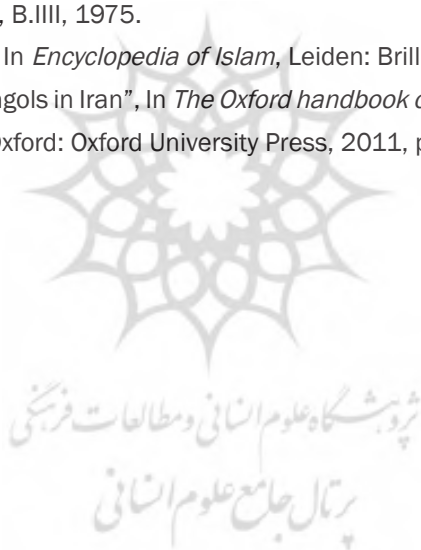 , B.IIII, 1975.
In Encyclopedia of Islam, Leiden: Brill
gols in Iran", In The Oxford handbook o
xford: Oxford University Press, 2011, p
پژوهشگاه علوم انسانی و مطالعات فرهنگی
پرتال جامع علوم انسانی